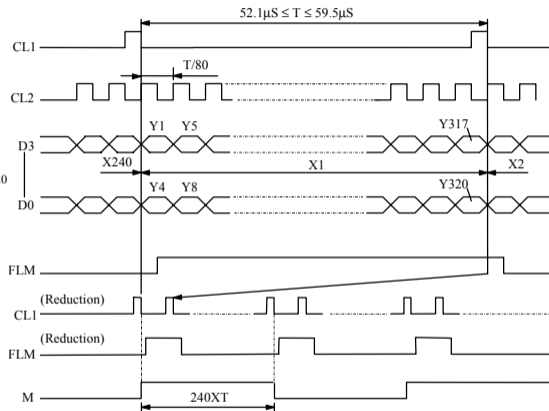 52.1μS ≤ T ≤ 59.5μS
CL1
T/80
CL2
Y1 Y5 Y317
D3
X240 X1 X2
Y4 Y8 Y320
D0
FLM
(Reduction)
CL1
(Reduction)
FLM
M
240XT